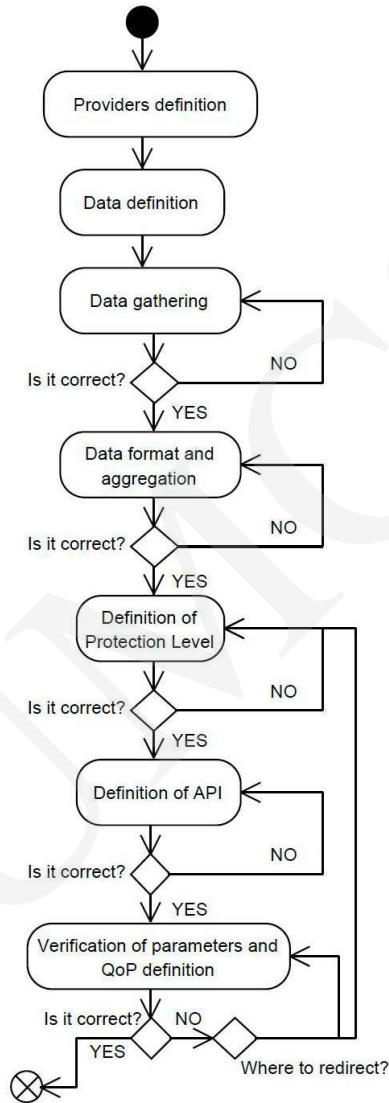 Providers definition
Data definition
Data gathering
Is it correct?
NO
YES
Data format and
aggregation
Is it correct?
NO
YES
Definition of
Protection Level
Is it correct?
NO
YES
Definition of API
Is it correct?
NO
YES
Verification of parameters and
QoP definition
Is it correct?
NO
YES
Where to redirect?
UMCS